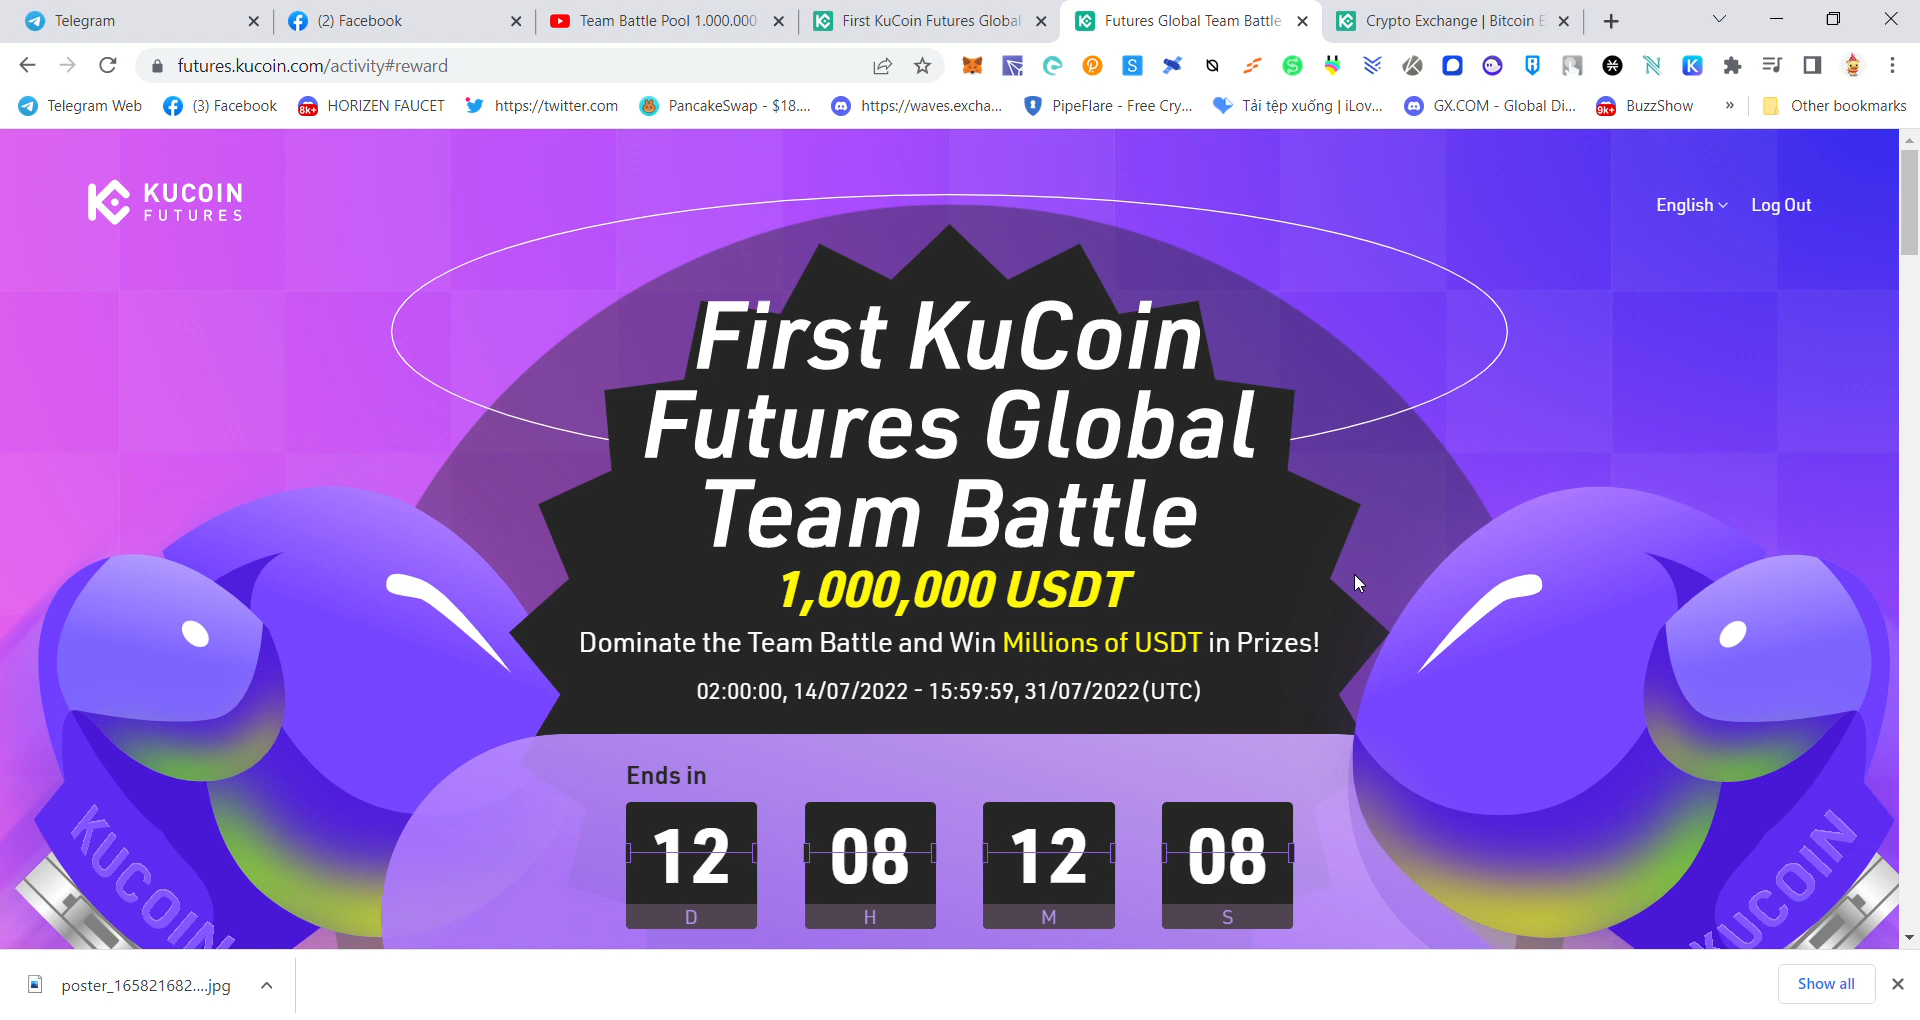 Telegram
(2) Facebook
Team Battle Pool 1.000.000
First KuCoin Futures Global
Futures Global Team Battle
Crypto Exchange | Bitcoin E
futures.kucoin.com/activity#reward
Telegram Web
(3) Facebook
8k+
HORIZEN FAUCET
https://twitter.com
PancakeSwap - $18....
https://waves.excha...
PipeFlare - Free Cry...
Tải tệp xuống | iLov...
GX.COM - Global Di...
9k+
BuzzShow
»
Other bookmarks
KUCOIN
FUTURES
English
Log Out
First KuCoin
Futures Global
Team Battle
1,000,000 USDT
Dominate the Team Battle and Win Millions of USDT in Prizes!
02:00:00, 14/07/2022 - 15:59:59, 31/07/2022(UTC)
Ends in
12 08 12 08
D H M S
KUCOIN
KUCOIN
poster_165821682....jpg
Show all